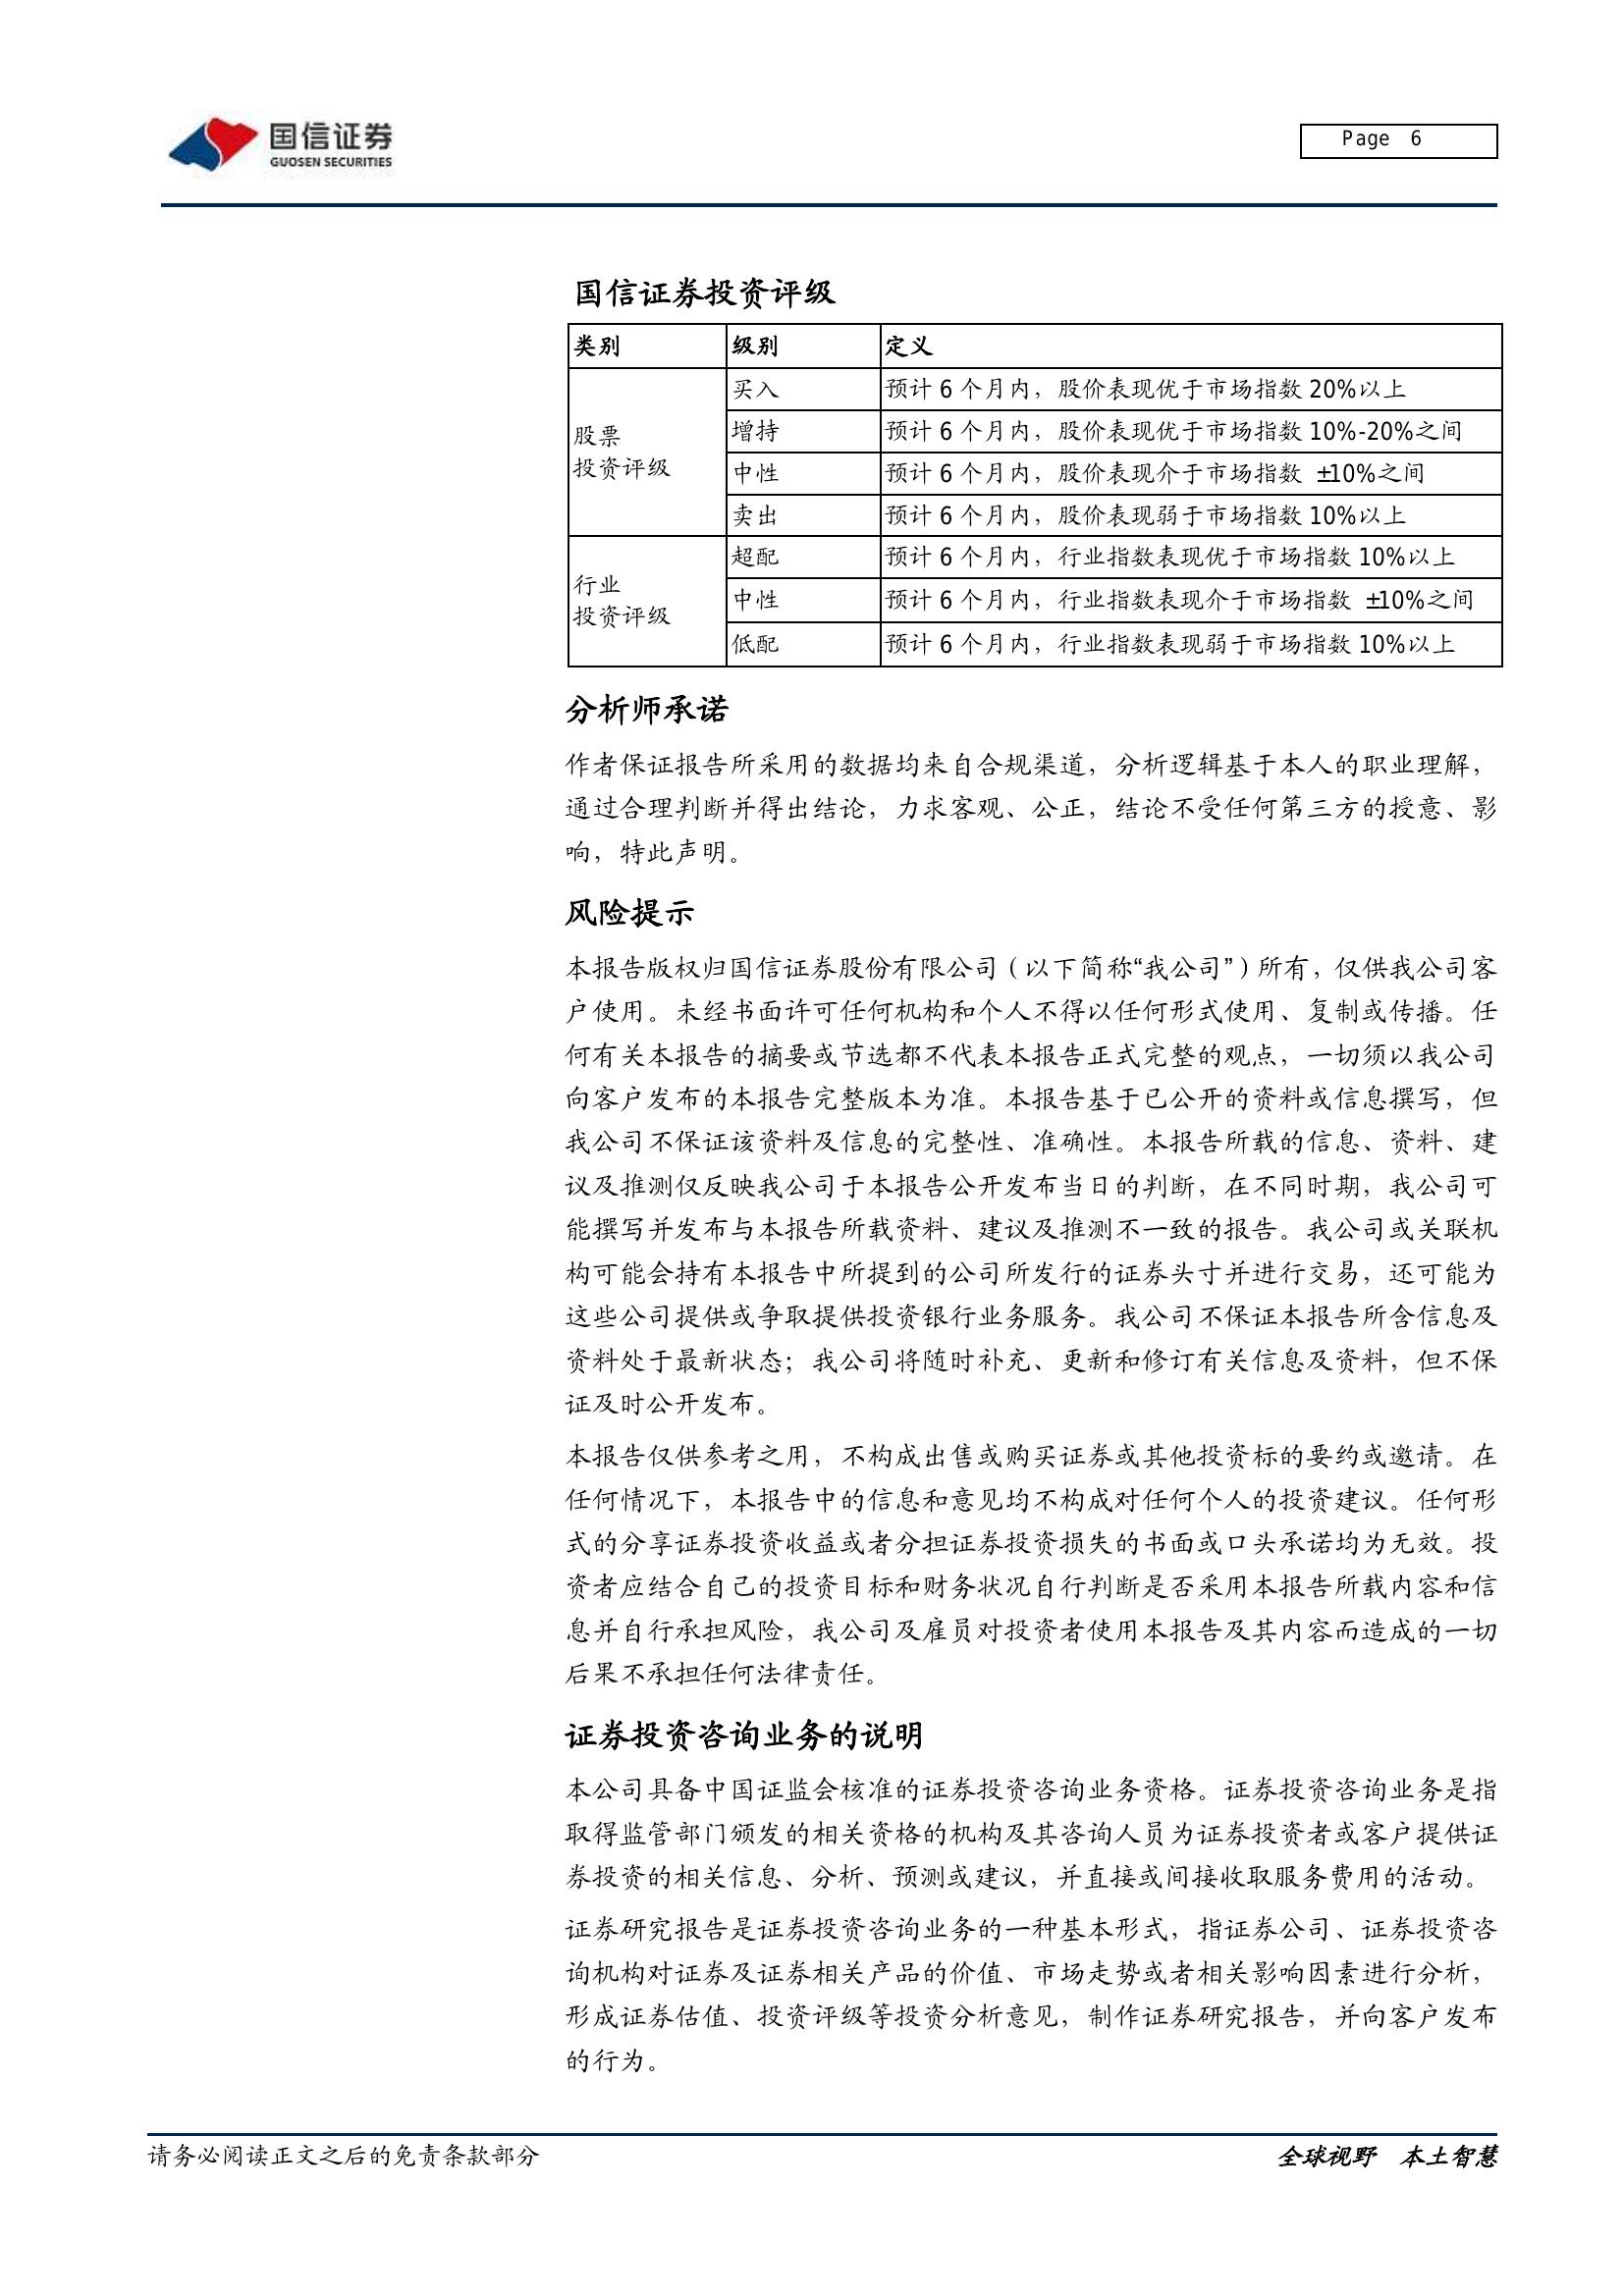 国信证券
GUOSEN SECURITIES
Page 6
国信证券投资评级
类别 级别 定义
股票
投资评级
买入 预计 6 个月内，股价表现优于市场指数 20%以上
增持 预计 6 个月内，股价表现优于市场指数 10%-20%之间
中性 预计 6 个月内，股价表现介于市场指数 ±10%之间
卖出 预计 6 个月内，股价表现弱于市场指数 10%以上
行业
投资评级
超配 预计 6 个月内，行业指数表现优于市场指数 10%以上
中性 预计 6 个月内，行业指数表现介于市场指数 ±10%之间
低配 预计 6 个月内，行业指数表现弱于市场指数 10%以上
分析师承诺
作者保证报告所采用的数据均来自合规渠道，分析逻辑基于本人的职业理解，
通过合理判断并得出结论，力求客观、公正，结论不受任何第三方的授意、影
响，特此声明。
风险提示
本报告版权归国信证券股份有限公司（以下简称“我公司”）所有，仅供我公司客
户使用。未经书面许可任何机构和个人不得以任何形式使用、复制或传播。任
何有关本报告的摘要或节选都不代表本报告正式完整的观点，一切须以我公司
向客户发布的本报告完整版本为准。本报告基于已公开的资料或信息撰写，但
我公司不保证该资料及信息的完整性、准确性。本报告所载的信息、资料、建
议及推测仅反映我公司于本报告公开发布当日的判断，在不同时期，我公司可
能撰写并发布与本报告所载资料、建议及推测不一致的报告。我公司或关联机
构可能会持有本报告中所提到的公司所发行的证券头寸并进行交易，还可能为
这些公司提供或争取提供投资银行业务服务。我公司不保证本报告所含信息及
资料处于最新状态；我公司将随时补充、更新和修订有关信息及资料，但不保
证及时公开发布。
本报告仅供参考之用，不构成出售或购买证券或其他投资标的要约或邀请。在
任何情况下，本报告中的信息和意见均不构成对任何个人的投资建议。任何形
式的分享证券投资收益或者分担证券投资损失的书面或口头承诺均为无效。投
资者应结合自己的投资目标和财务状况自行判断是否采用本报告所载内容和信
息并自行承担风险，我公司及雇员对投资者使用本报告及其内容而造成的一切
后果不承担任何法律责任。
证券投资咨询业务的说明
本公司具备中国证监会核准的证券投资咨询业务资格。证券投资咨询业务是指
取得监管部门颁发的相关资格的机构及其咨询人员为证券投资者或客户提供证
券投资的相关信息、分析、预测或建议，并直接或间接收取服务费用的活动。
证券研究报告是证券投资咨询业务的一种基本形式，指证券公司、证券投资咨
询机构对证券及证券相关产品的价值、市场走势或者相关影响因素进行分析，
形成证券估值、投资评级等投资分析意见，制作证券研究报告，并向客户发布
的行为。
请务必阅读正文之后的免责条款部分 全球视野 本土智慧